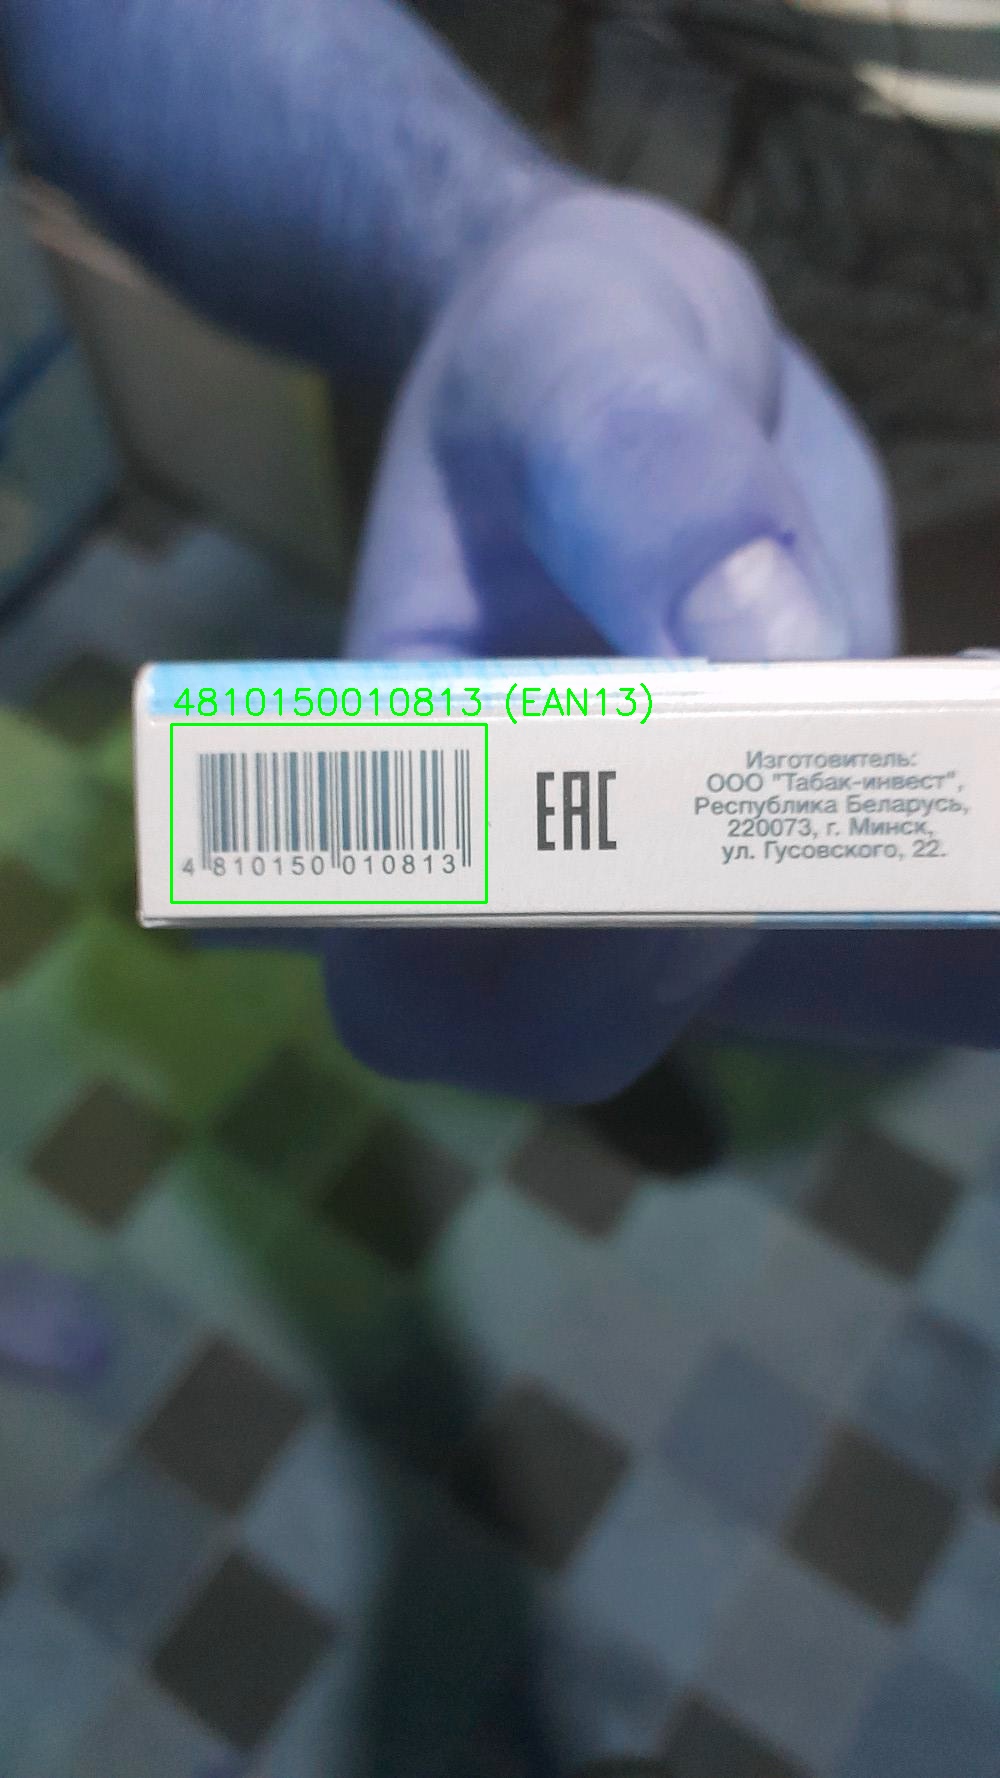 4810150010813 (EAN13)
4 810150 010813
EAC
Изготовитель:
ООО "Табак-инвест",
Республика Беларусь,
220073, г. Минск,
ул. Гусовского, 22.